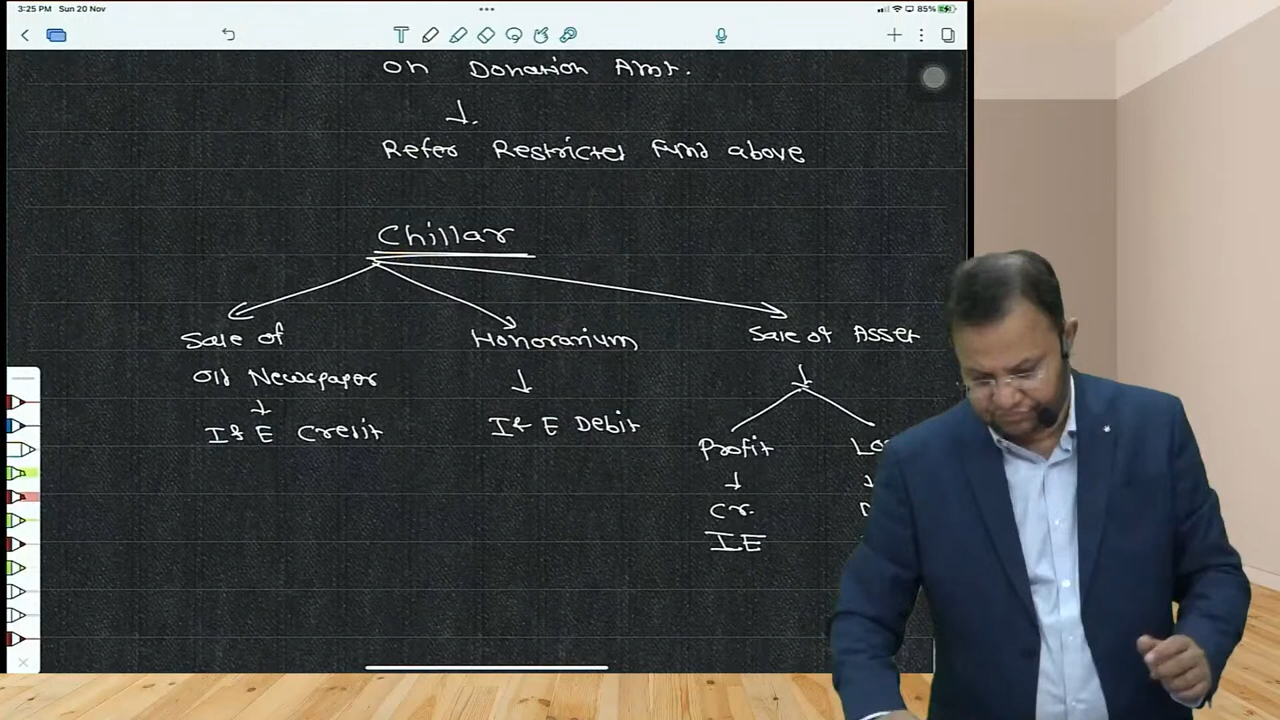 3:25 PM Sun 20 Nov
85%
on Donation Amt.
Refer Restricted Fund above
Chillar
Sale of
Old Newspaper
I & E Credit
Honorarium
I & E Debit
Sale of Asset
Profit
Cr.
IE